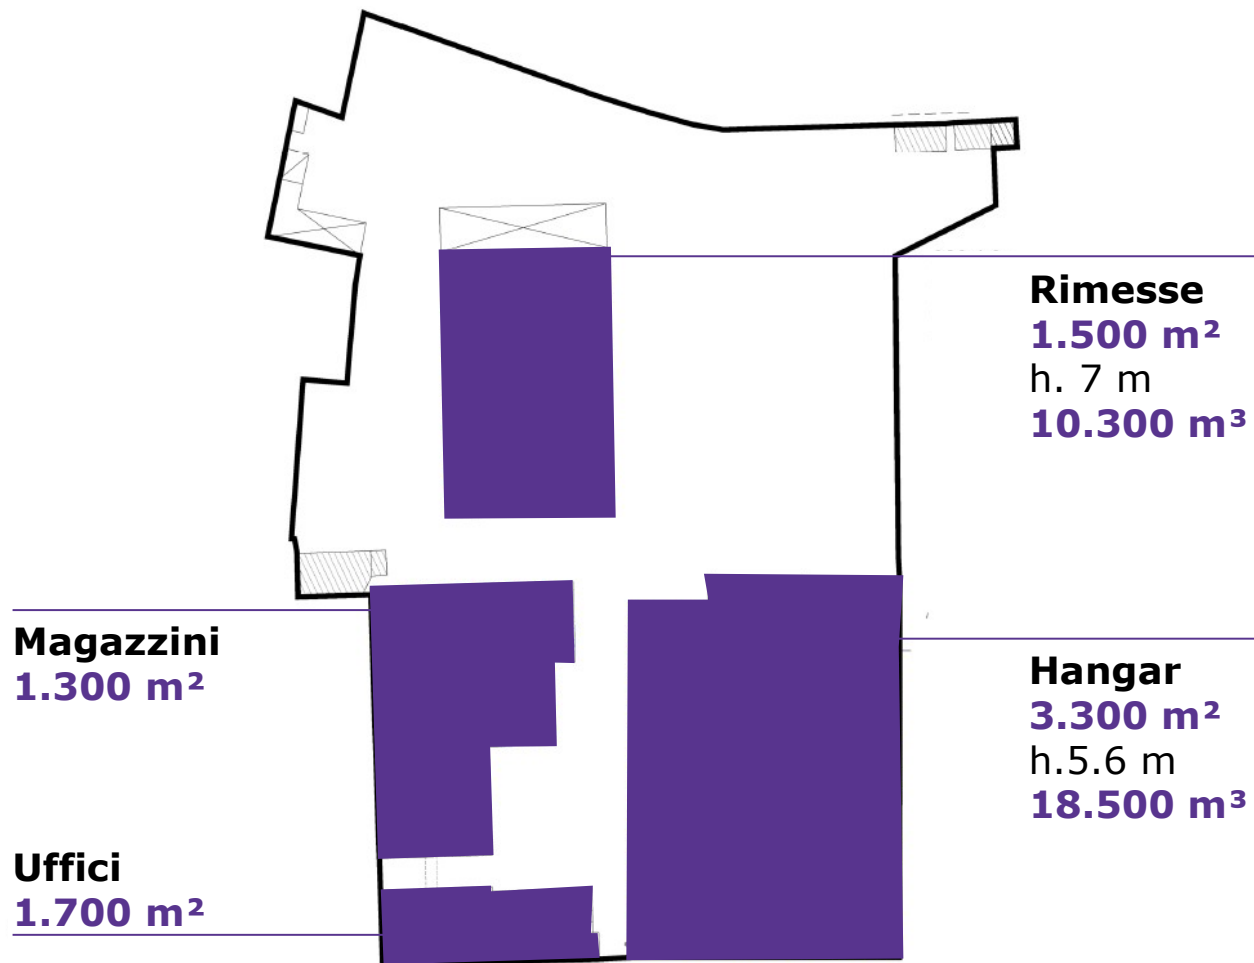 Rimesse
1.500 m²
h. 7 m
10.300 m³
Magazzini
1.300 m²
Hangar
3.300 m²
h.5.6 m
18.500 m³
Uffici
1.700 m²